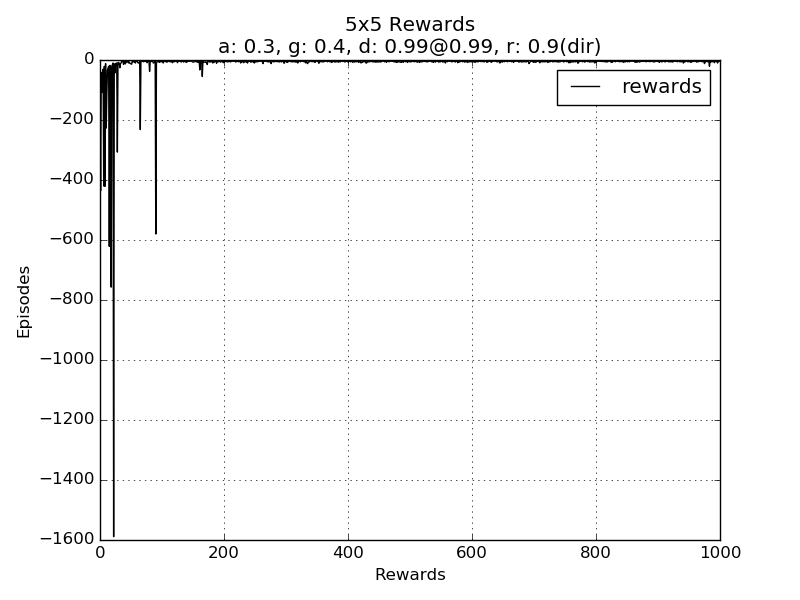 5x5 Rewards
a: 0.3, g: 0.4, d: 0.99@0.99, r: 0.9(dir)
rewards
0
−200
−400
−600
−800
−1000
−1200
−1400
−1600
Episodes
0 200 400 600 800 1000
Rewards